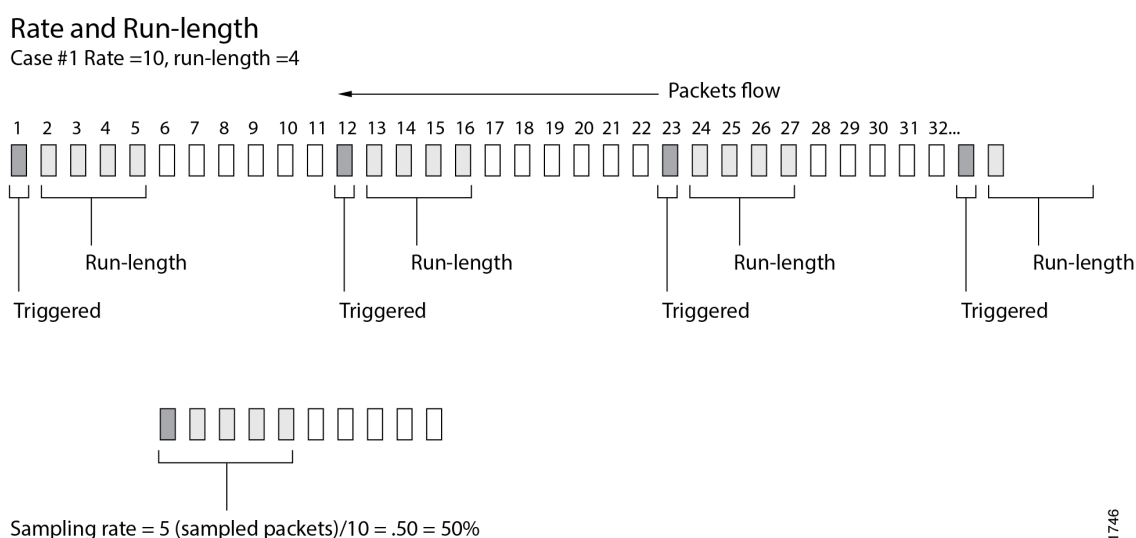 Rate and Run-length
Case #1 Rate =10, run-length =4
Packets flow
1 2 3 4 5 6 7 8 9 10 11 12 13 14 15 16 17 18 19 20 21 22 23 24 25 26 27 28 29 30 31 32...
Run-length Run-length Run-length Run-length
Triggered Triggered Triggered Triggered
Sampling rate = 5 (sampled packets)/10 = .50 = 50%
1746